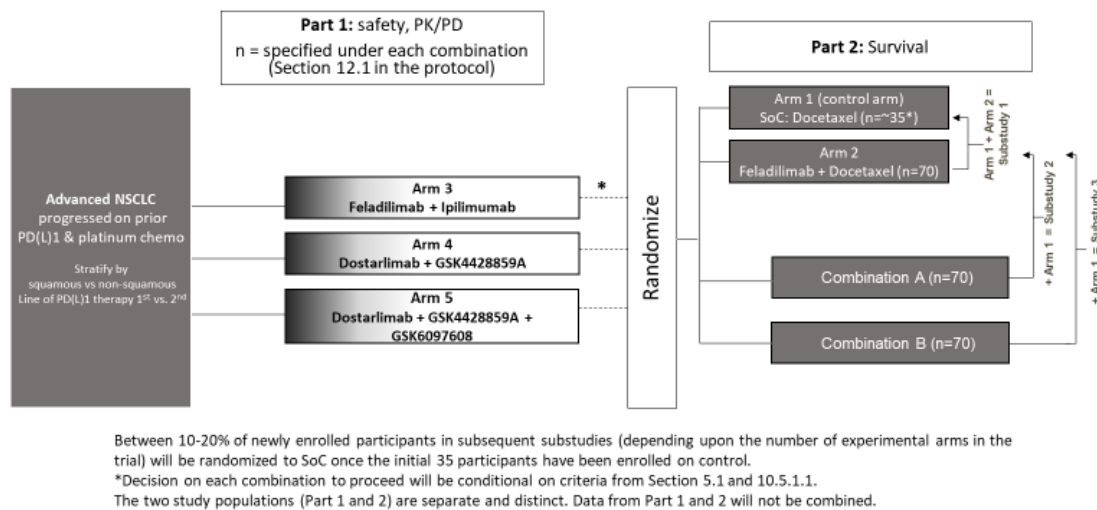 Part 1: safety, PK/PD
n = specified under each combination
(Section 12.1 in the protocol)
Part 2: Survival
Advanced NSCLC
progressed on prior
PD(L)1 & platinum chemo
Stratify by
squamous vs non-squamous
Line of PD(L)1 therapy 1st vs. 2nd
Arm 3
Feladilimab + Ipilimumab
*
Arm 4
Dostarlimab + GSK4428859A
Arm 5
Dostarlimab + GSK4428859A +
GSK6097608
Randomize
Arm 1 (control arm)
SoC: Docetaxel (n=~35*)
Arm 2
Feladilimab + Docetaxel (n=70)
Combination A (n=70)
Combination B (n=70)
Arm 1 + Arm 2 =
Substudy 1
+ Arm 1 = Substudy 2
+ Arm 1 = Substudy 3
Between 10-20% of newly enrolled participants in subsequent substudies (depending upon the number of experimental arms in the
trial) will be randomized to SoC once the initial 35 participants have been enrolled on control.
*Decision on each combination to proceed will be conditional on criteria from Section 5.1 and 10.5.1.1.
The two study populations (Part 1 and 2) are separate and distinct. Data from Part 1 and 2 will not be combined.